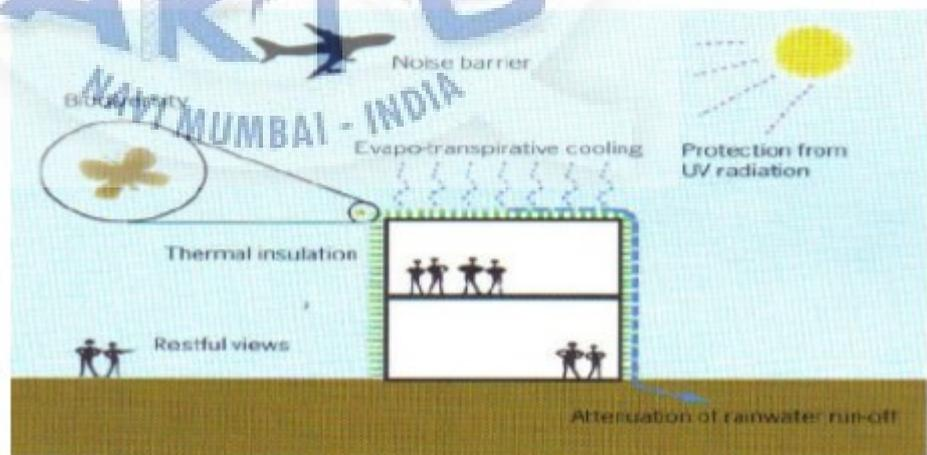 Noise barrier
Biodiversity
NAVI MUMBAI - INDIA
Evapo-transpirative cooling
Protection from
UV radiation
Thermal insulation
Restful views
Attenuation of rainwater run-off